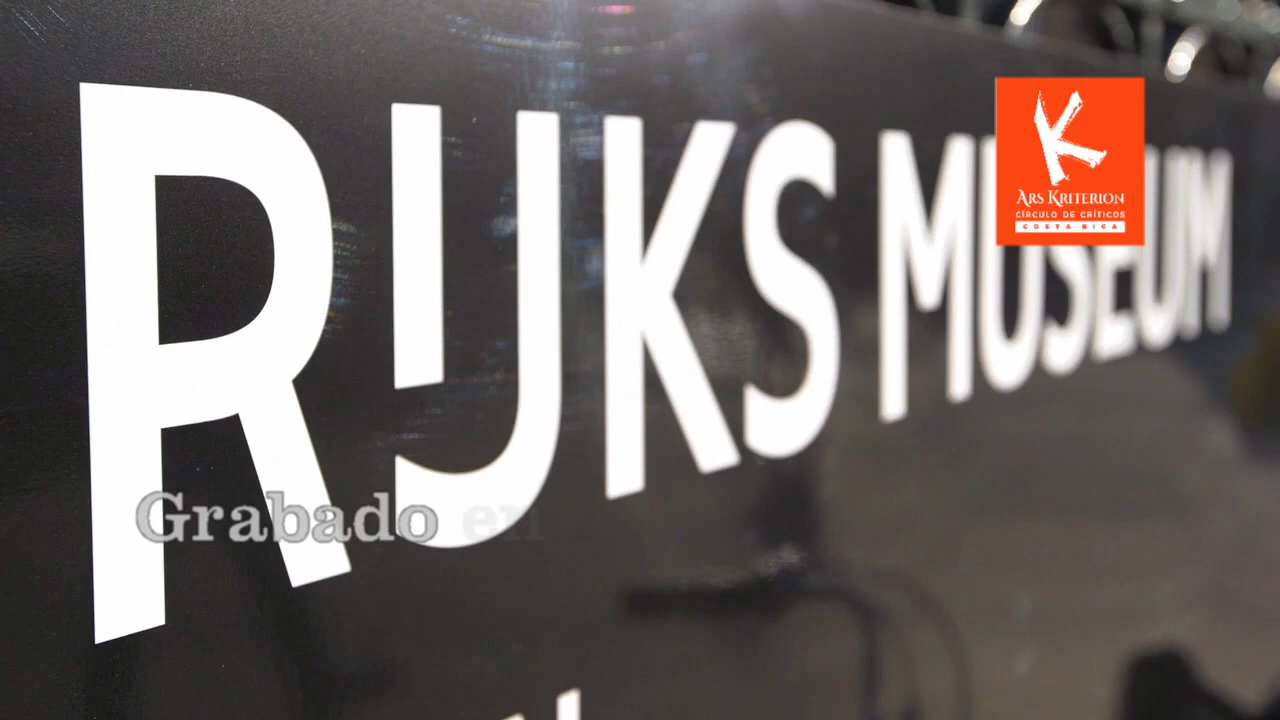 RIJKS MUSEUM
K
ARS KRITERION
CÍRCULO DE CRÍTICOS
COSTA RICA
Grabado en